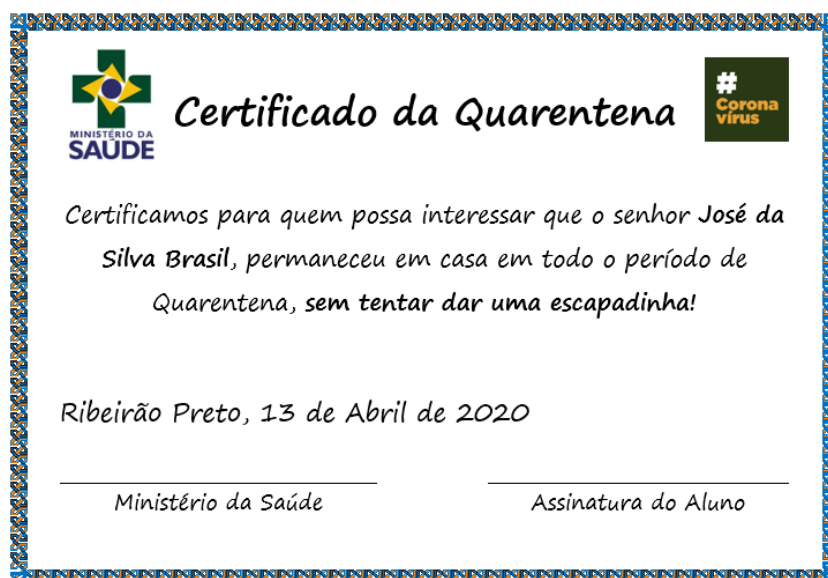 MINISTÉRIO DA
SAÚDE
Certificado da Quarentena
#
Corona
vírus
Certificamos para quem possa interessar que o senhor José da
Silva Brasil, permaneceu em casa em todo o período de
Quarentena, sem tentar dar uma escapadinha!
Ribeirão Preto, 13 de Abril de 2020
Ministério da Saúde
Assinatura do Aluno